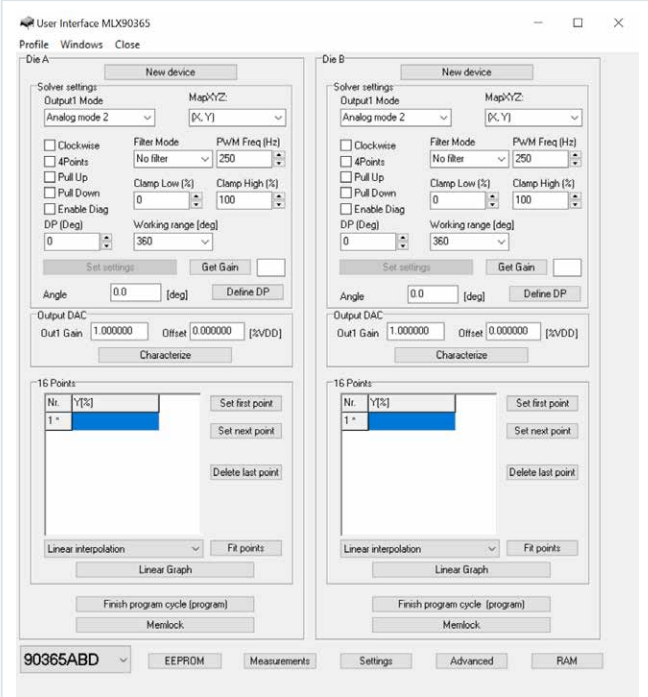 User Interface MLX90365
Profile Windows Close
Die A
New device
Solver settings
Output1 Mode MapXYZ:
Analog mode 2 (X, Y)
Clockwise Filter Mode PWM Freq (Hz)
4Points No filter 250
Pull Up
Pull Down Clamp Low (%) Clamp High (%)
Enable Diag 0 100
DP (Deg) Working range [deg]
0 360
Set settings Get Gain
Angle 0.0 [deg] Define DP
Output DAC
Out1 Gain 1.000000 Offset 0.000000 [%VDD]
Characterize
16 Points
Nr. Y[%] Set first point
1 *
Set next point
Delete last point
Linear interpolation Fit points
Linear Graph
Finish program cycle (program)
Memlock
Die B
New device
Solver settings
Output1 Mode MapXYZ:
Analog mode 2 (X, Y)
Clockwise Filter Mode PWM Freq (Hz)
4Points No filter 250
Pull Up
Pull Down Clamp Low (%) Clamp High (%)
Enable Diag 0 100
DP (Deg) Working range [deg]
0 360
Set settings Get Gain
Angle 0.0 [deg] Define DP
Output DAC
Out1 Gain 1.000000 Offset 0.000000 [%VDD]
Characterize
16 Points
Nr. Y[%] Set first point
1 *
Set next point
Delete last point
Linear interpolation Fit points
Linear Graph
Finish program cycle (program)
Memlock
90365ABD EEPROM Measurements Settings Advanced RAM